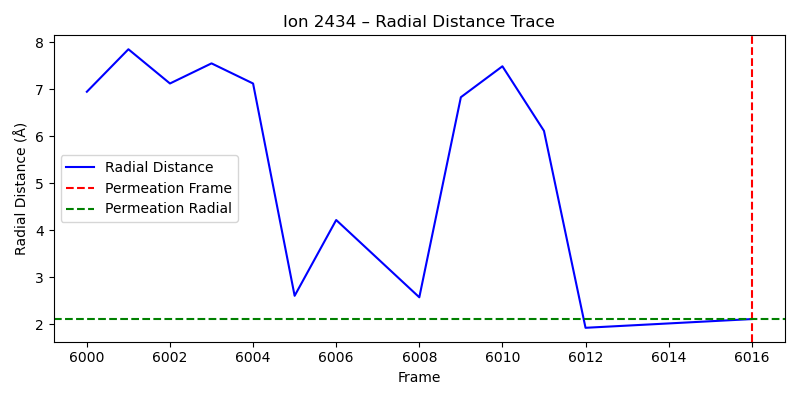 Ion 2434 – Radial Distance Trace
8
7
6
5
4
3
2
Radial Distance (Å)
Radial Distance
Permeation Frame
Permeation Radial
6000 6002 6004 6006 6008 6010 6012 6014 6016
Frame